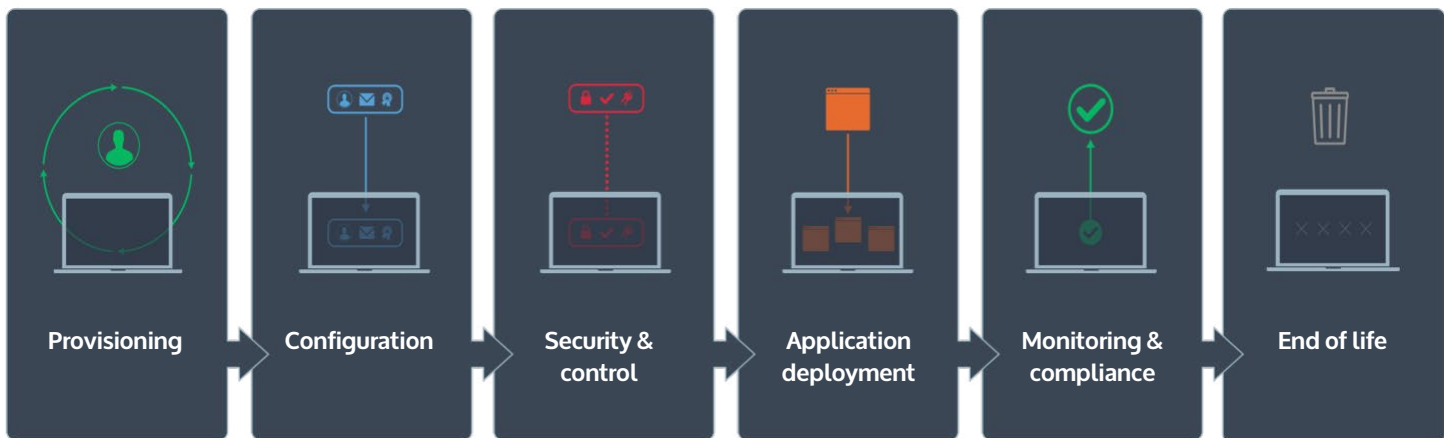 Provisioning
Configuration
Security &
control
Application
deployment
Monitoring &
compliance
End of life